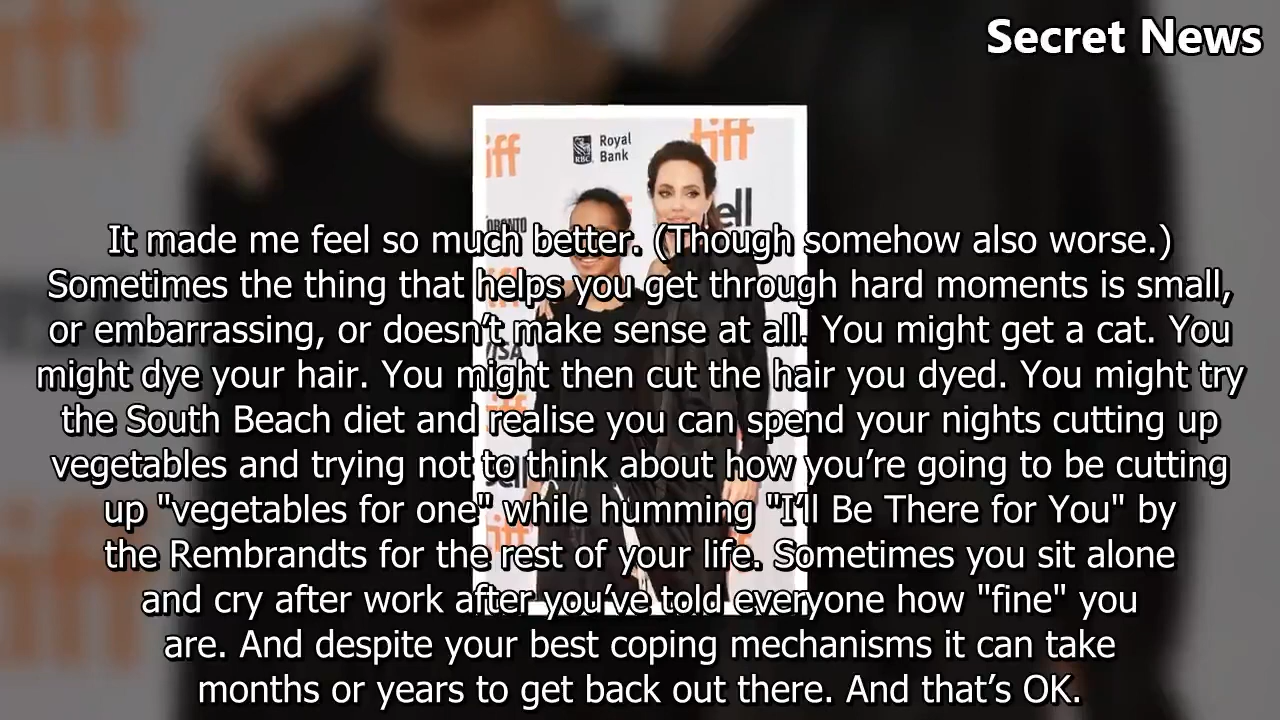 Secret News
tiff
Royal
Bank
RBC
iff
ell
It made me feel so much better. (Though somehow also worse.)
Sometimes the thing that helps you get through hard moments is small,
or embarrassing, or doesn’t make sense at all. You might get a cat. You
might dye your hair. You might then cut the hair you dyed. You might try
the South Beach diet and realise you can spend your nights cutting up
vegetables and trying not to think about how you’re going to be cutting
up "vegetables for one" while humming "I’ll Be There for You" by
the Rembrandts for the rest of your life. Sometimes you sit alone
and cry after work after you’ve told everyone how "fine" you
are. And despite your best coping mechanisms it can take
months or years to get back out there. And that’s OK.